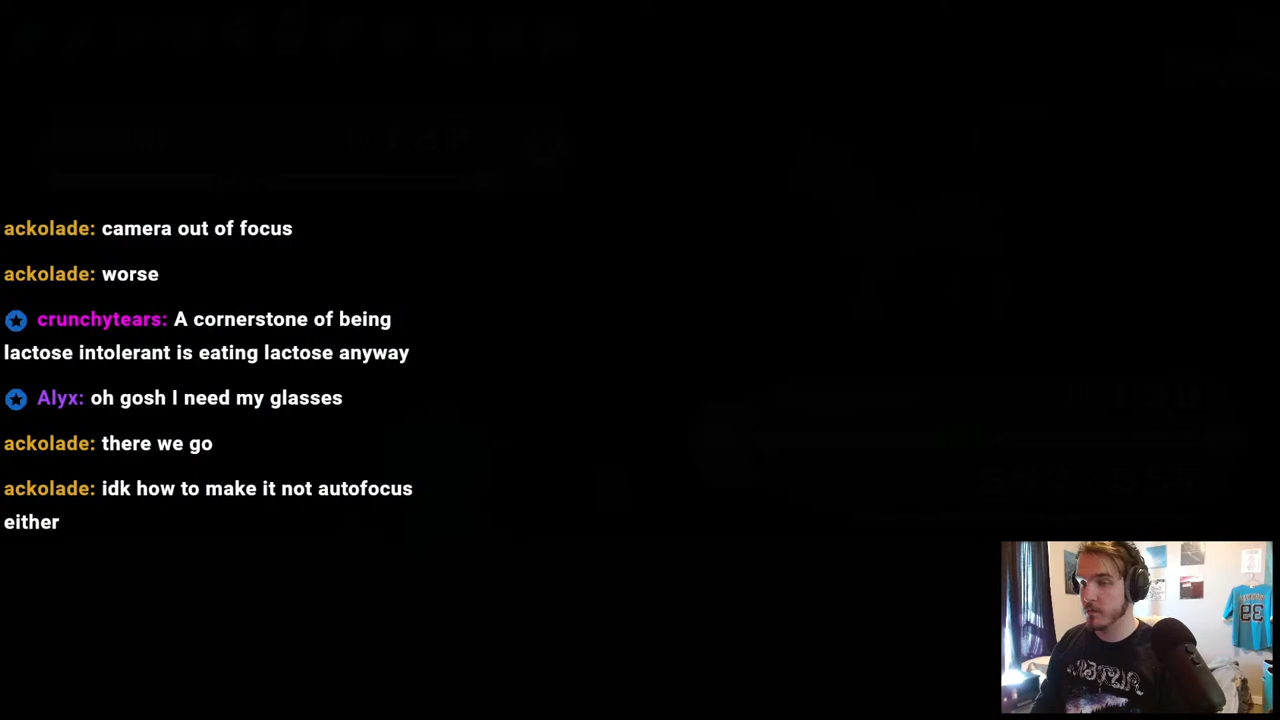 ackolade: camera out of focus
ackolade: worse
crunchytears: A cornerstone of being
lactose intolerant is eating lactose anyway
Alyx: oh gosh I need my glasses
ackolade: there we go
ackolade: idk how to make it not autofocus
either